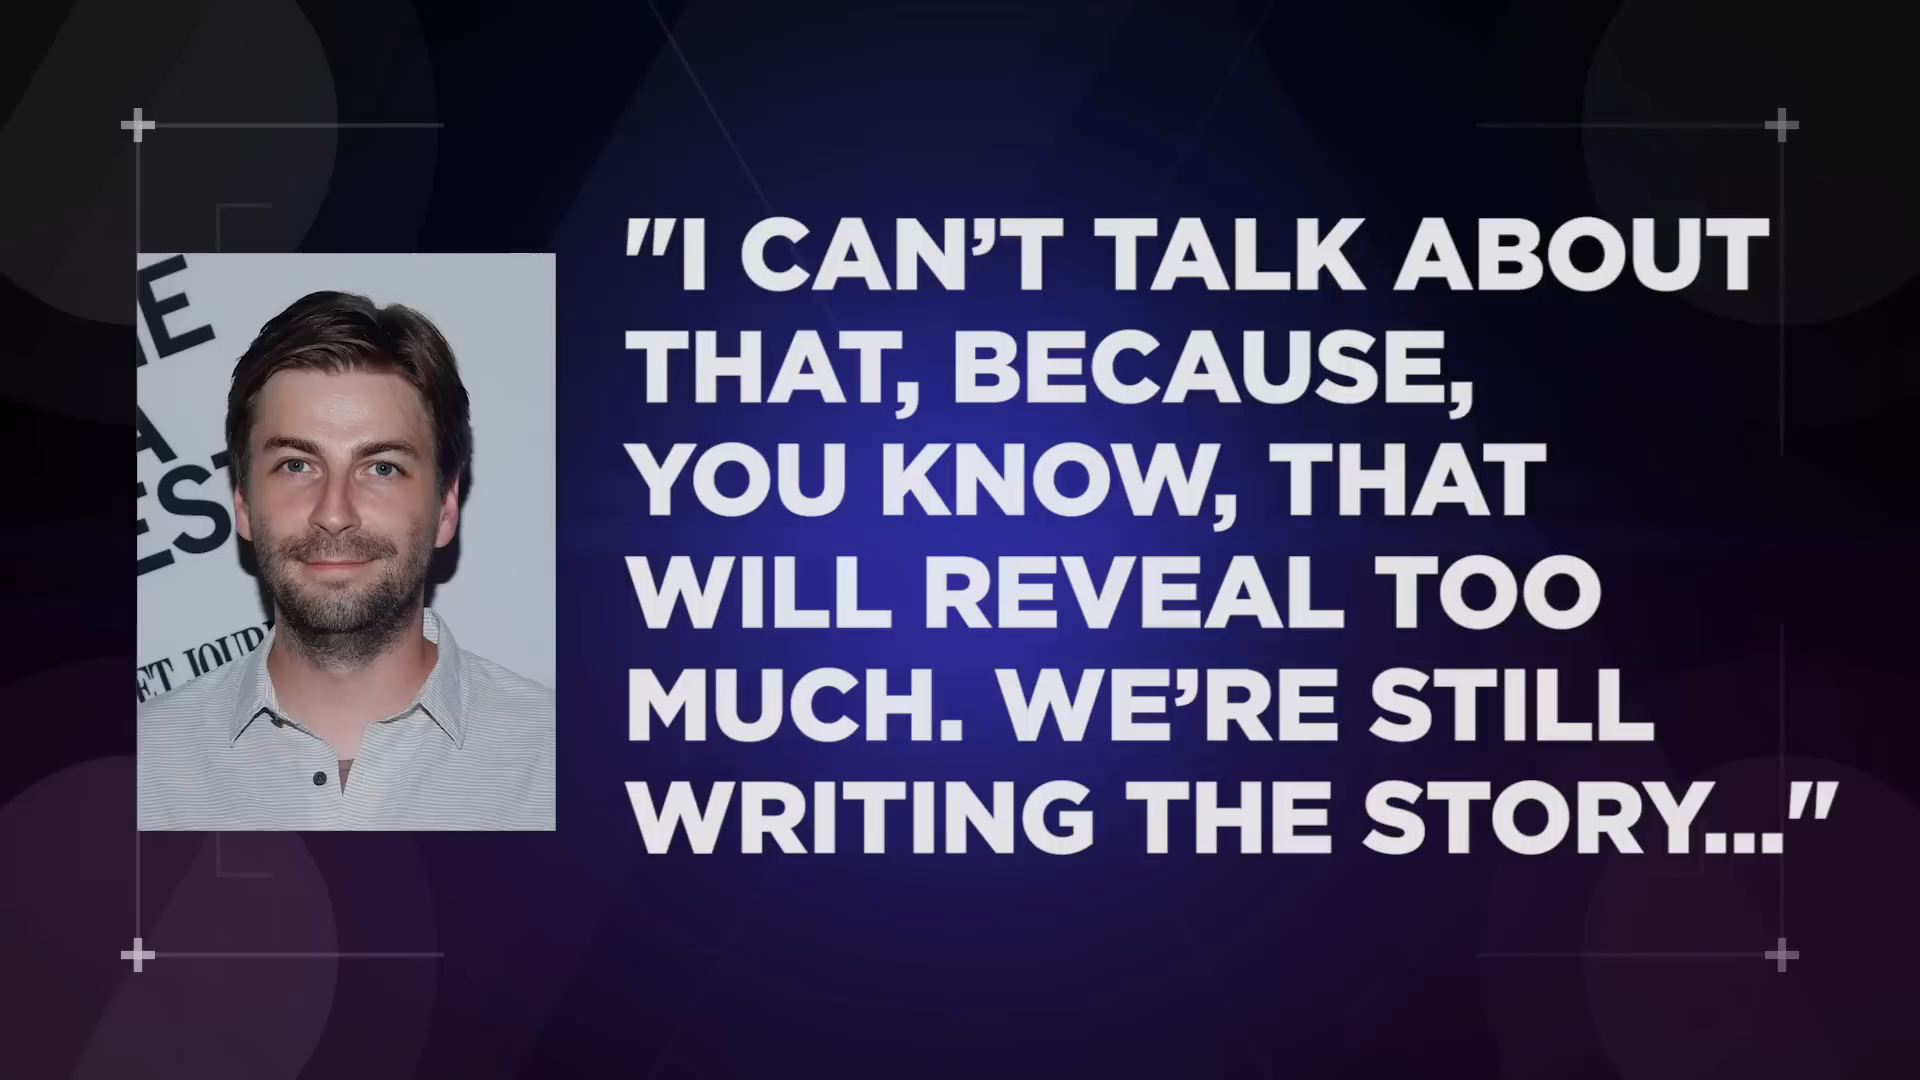 "I CAN’T TALK ABOUT
THAT, BECAUSE,
YOU KNOW, THAT
WILL REVEAL TOO
MUCH. WE’RE STILL
WRITING THE STORY..."